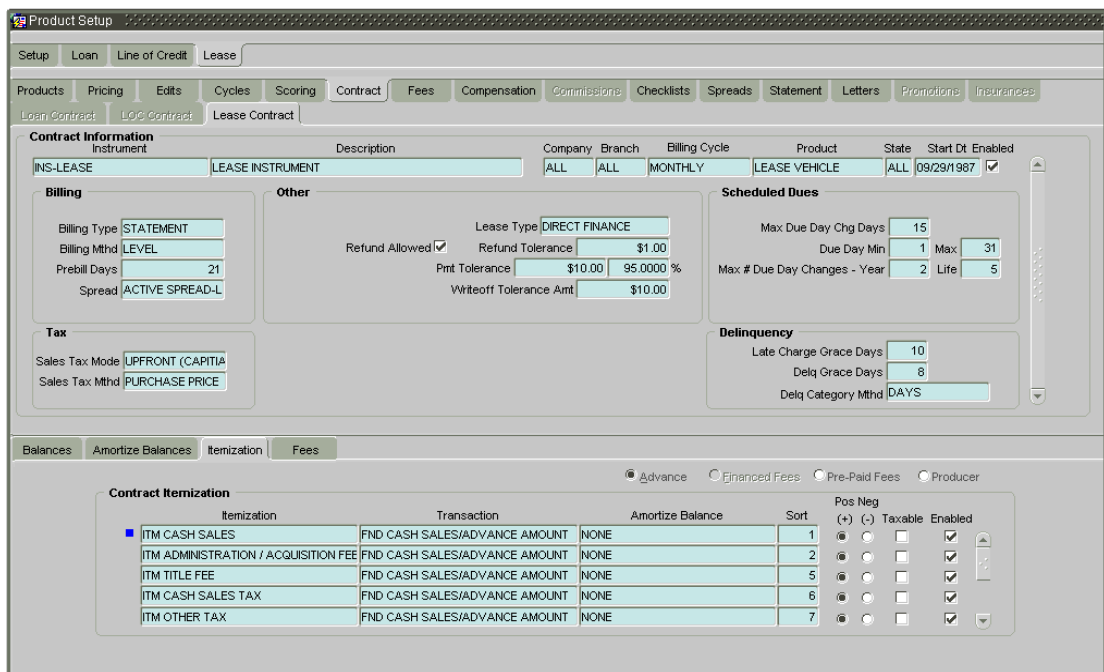 Product Setup
Setup Loan Line of Credit Lease
Products Pricing Edits Cycles Scoring Contract Fees Compensation Commissions Checklists Spreads Statement Letters Promotions Insurances
Loan Contract LOC Contract Lease Contract
Contract Information
Instrument Description Company Branch Billing Cycle Product State Start Dt Enabled
INS-LEASE LEASE INSTRUMENT ALL ALL MONTHLY LEASE VEHICLE ALL 09/29/1987
Billing
Billing Type STATEMENT
Billing Mthd LEVEL
Prebill Days 21
Spread ACTIVE SPREAD-L
Other
Lease Type DIRECT FINANCE
Refund Allowed Refund Tolerance $1.00
Pmt Tolerance $10.00 95.0000 %
Writeoff Tolerance Amt $10.00
Scheduled Dues
Max Due Day Chg Days 15
Due Day Min 1 Max 31
Max # Due Day Changes - Year 2 Life 5
Tax
Sales Tax Mode UPFRONT (CAPITIA
Sales Tax Mthd PURCHASE PRICE
Delinquency
Late Charge Grace Days 10
Delq Grace Days 8
Delq Category Mthd DAYS
Balances Amortize Balances Itemization Fees
Advance Financed Fees Pre-Paid Fees Producer
Contract Itemization
Pos Neg
Itemization Transaction Amortize Balance Sort (+) (-) Taxable Enabled
ITM CASH SALES FND CASH SALES/ADVANCE AMOUNT NONE 1
ITM ADMINISTRATION / ACQUISITION FEE FND CASH SALES/ADVANCE AMOUNT NONE 2
ITM TITLE FEE FND CASH SALES/ADVANCE AMOUNT NONE 5
ITM CASH SALES TAX FND CASH SALES/ADVANCE AMOUNT NONE 6
ITM OTHER TAX FND CASH SALES/ADVANCE AMOUNT NONE 7